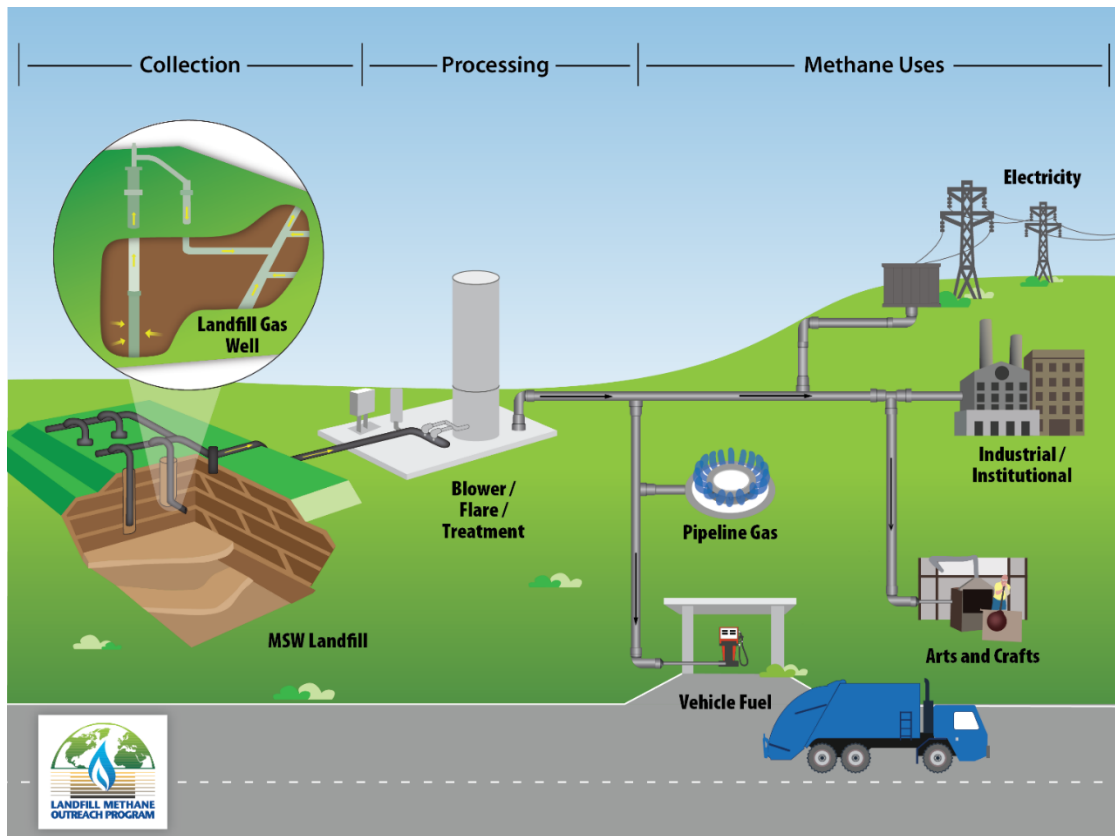 Collection
Processing
Methane Uses
Electricity
Landfill Gas
Well
Industrial /
Institutional
Blower /
Flare /
Treatment
Pipeline Gas
MSW Landfill
Arts and Crafts
Vehicle Fuel
LANDFILL METHANE
OUTREACH PROGRAM